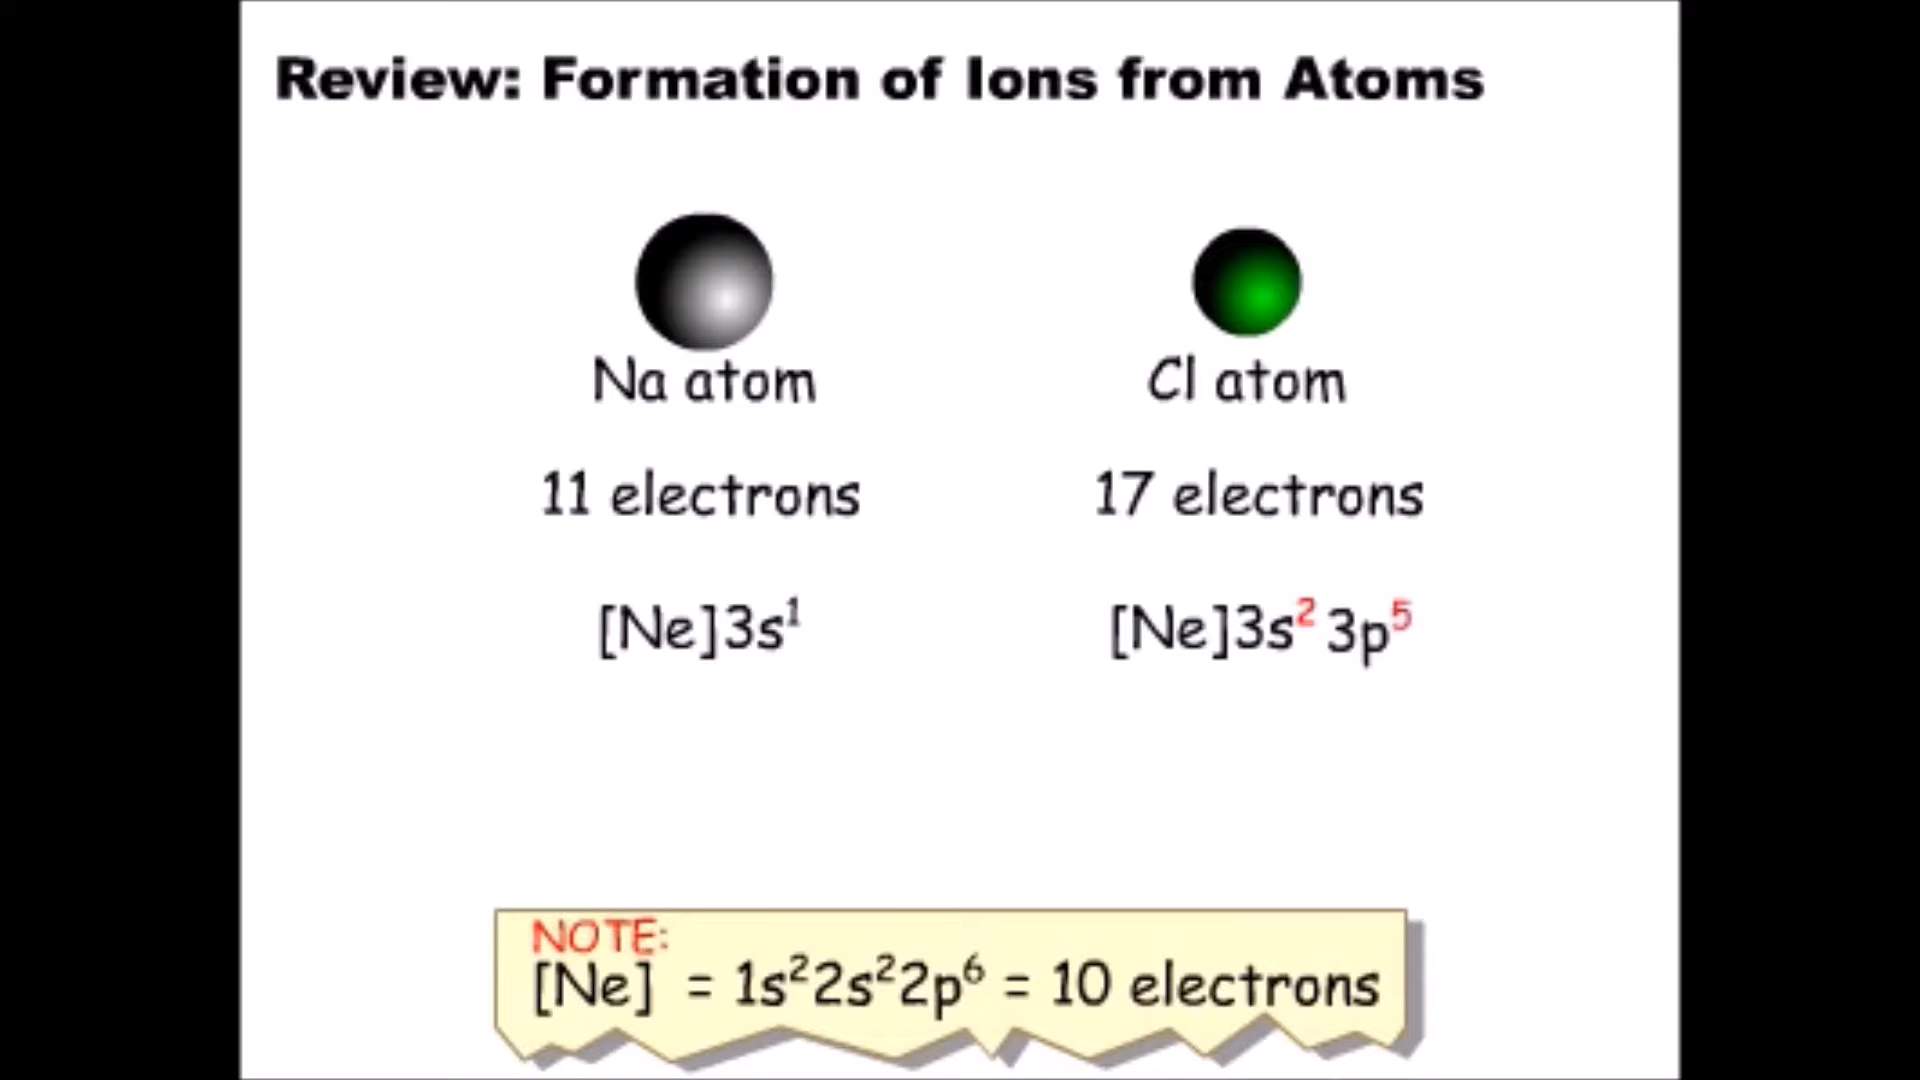 Review: Formation of Ions from Atoms
Na atom
Cl atom
11 electrons
17 electrons
[Ne]3s¹
[Ne]3s² 3p⁵
NOTE:
[Ne] = 1s²2s²2p⁶ = 10 electrons